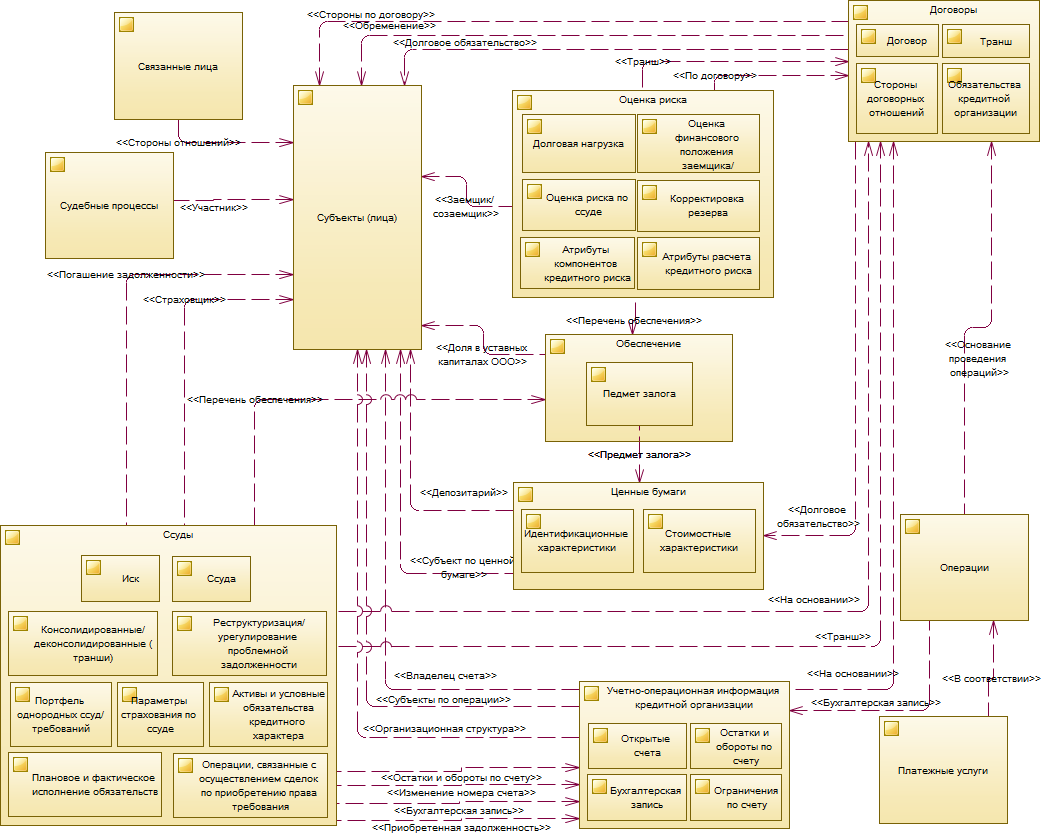 <<Стороны по договору>>
<<Обременение>>
<<Долговое обязательство>>
Связанные лица
<<Стороны отношений>>
Судебные процессы
<<Участник>>
Субъекты (лица)
<<Погашение задолженности>>
<<Страховщик>>
<<Заемщик/
созаемщик>>
<<Транш>>
<<По договору>>
Договоры
Договор
Транш
Стороны
договорных
отношений
Обязательства
кредитной
организации
Оценка риска
Долговая нагрузка
Оценка
финансового
положения
заемщика/
Оценка риска по
ссуде
Корректировка
резерва
Атрибуты
компонентов
кредитного риска
Атрибуты расчета
кредитного риска
<<Перечень обеспечения>>
Обеспечение
Педмет залога
<<Доля в уставных
капиталах ООО>>
<<Перечень обеспечения>>
<<Предмет залога>>
<<Основание
проведения
операций>>
Ценные бумаги
Идентификационные
характеристики
Стоимостные
характеристики
<<Депозитарий>>
<<Субъект по ценной
бумаге>>
<<Долговое
обязательство>>
Операции
Ссуды
Иск
Ссуда
Консолидированные/
деконсолидированные (
транши)
Реструктуризация/
урегулирование
проблемной
задолженности
Портфель
однородных ссуд/
требований
Параметры
страхования по
ссуде
Активы и условные
обязательства
кредитного
характера
Плановое и фактическое
исполнение обязательств
Операции, связанные с
осуществлением сделок
по приобретению права
требования
<<На основании>>
<<Транш>>
<<Владелец счета>>
<<Субъекты по операции>>
<<Организационная структура>>
<<На основании>>
<<Бухгалтерская запись>>
<<В соответствии>>
Учетно-операционная информация
кредитной организации
Открытые
счета
Остатки и
обороты по
счету
Бухгалтерская
запись
Ограничения
по счету
Платежные услуги
<<Остатки и обороты по счету>>
<<Изменение номера счета>>
<<Бухгалтерская запись>>
<<Приобретенная задолженность>>